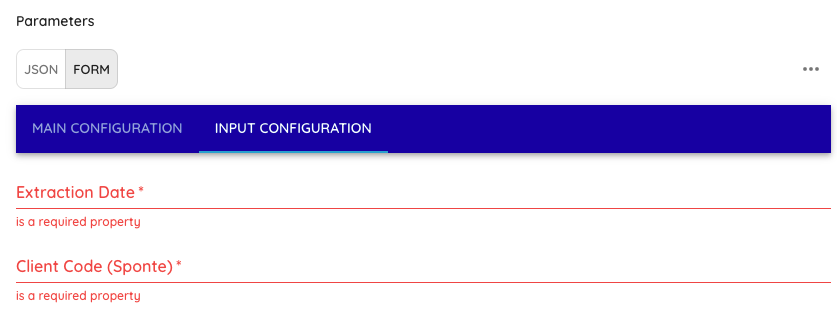 Parameters
JSON FORM
MAIN CONFIGURATION INPUT CONFIGURATION
Extraction Date *
is a required property
Client Code (Sponte) *
is a required property